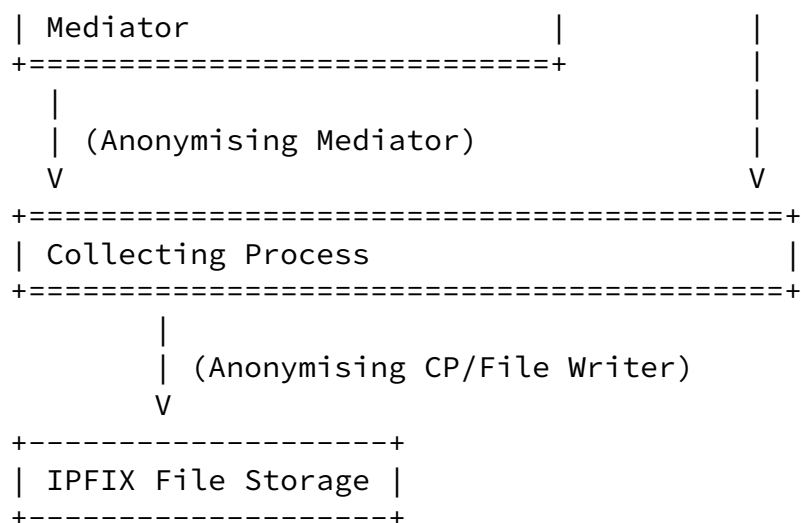 | Mediator                    |          |
+=============================+          |
  |                                      |
  | (Anonymising Mediator)               |
  V                                      V
+==========================================+
| Collecting Process                       |
+==========================================+
        |
        | (Anonymising CP/File Writer)
        V
+--------------------+
| IPFIX File Storage |
+--------------------+